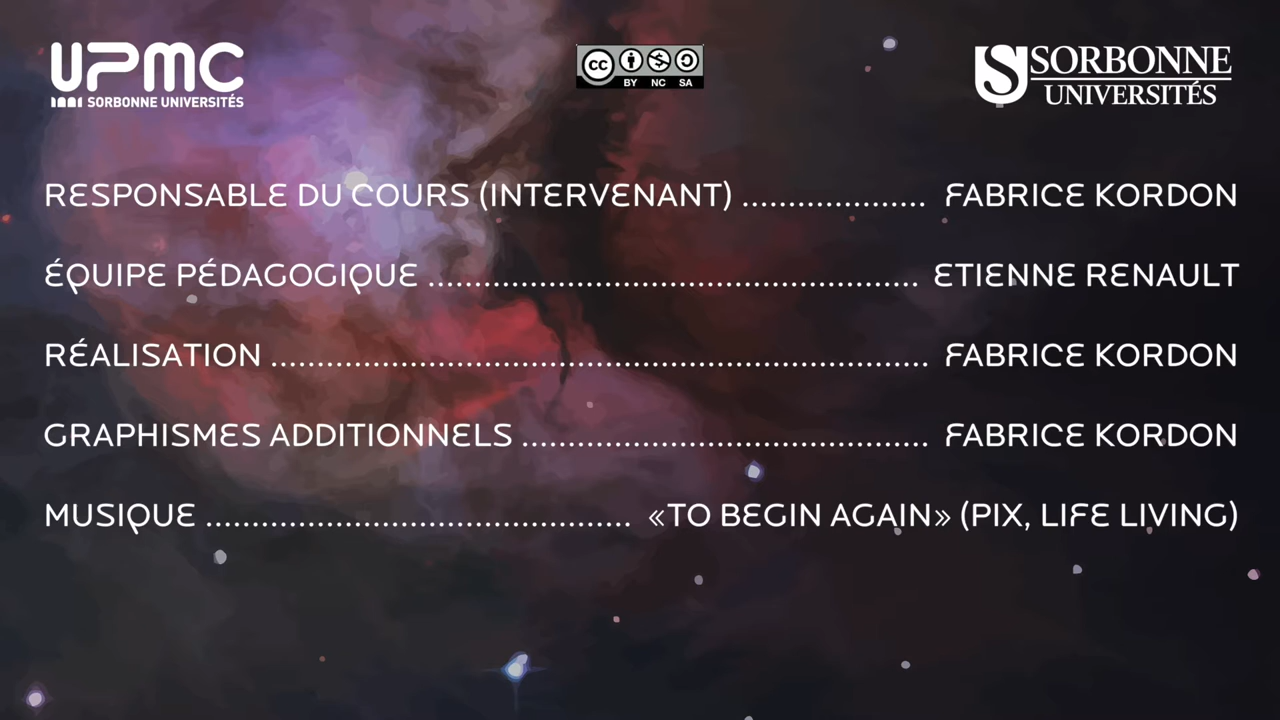 UPMC
SORBONNE UNIVERSITÉS
CC BY NC SA
SORBONNE
UNIVERSITÉS
RESPONSABLE DU COURS (INTERVENANT) ................... FABRICE KORDON
ÉQUIPE PÉDAGOGIQUE .................................................... ETIENNE RENAULT
RÉALISATION ...................................................................... FABRICE KORDON
GRAPHISMES ADDITIONNELS ........................................... FABRICE KORDON
MUSIQUE ............................................. «TO BEGIN AGAIN» (PIX, LIFE LIVING)